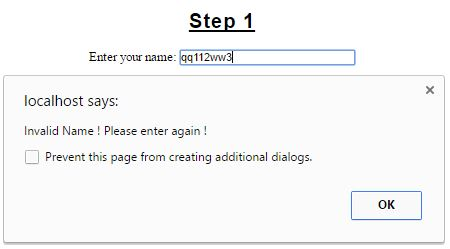 Step 1
Enter your name: qq112ww3
localhost says:
Invalid Name ! Please enter again !
Prevent this page from creating additional dialogs.
OK